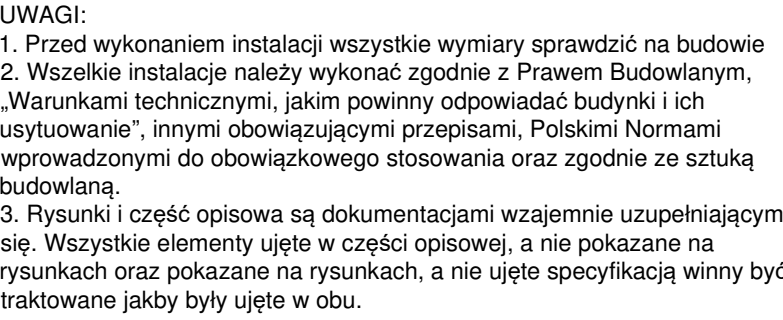 UWAGI:
1. Przed wykonaniem instalacji wszystkie wymiary sprawdzić na budowie
2. Wszelkie instalacje należy wykonać zgodnie z Prawem Budowlanym,
„Warunkami technicznymi, jakim powinny odpowiadać budynki i ich
usytuowanie”, innymi obowiązującymi przepisami, Polskimi Normami
wprowadzonymi do obowiązkowego stosowania oraz zgodnie ze sztuką
budowlaną.
3. Rysunki i część opisowa są dokumentacjami wzajemnie uzupełniającym
się. Wszystkie elementy ujęte w części opisowej, a nie pokazane na
rysunkach oraz pokazane na rysunkach, a nie ujęte specyfikacją winny być
traktowane jakby były ujęte w obu.